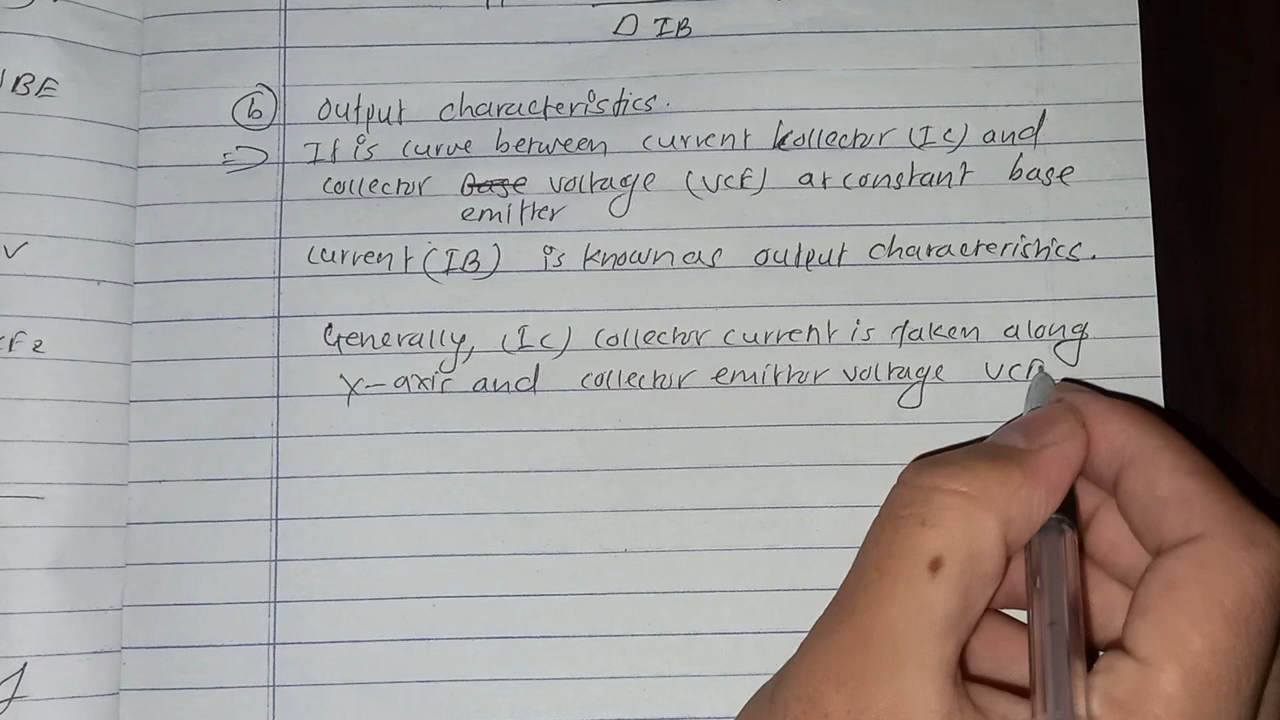 Δ IB
BE
(b) output characteristics.
⇒ It is curve between current kollector (IC) and
collector base voltage (VCE) at constant base
emitter
V
current (IB) is known as output characteristics.
Generally, (IC) collector current is taken along
X-axis and collector emittor voltage VCE